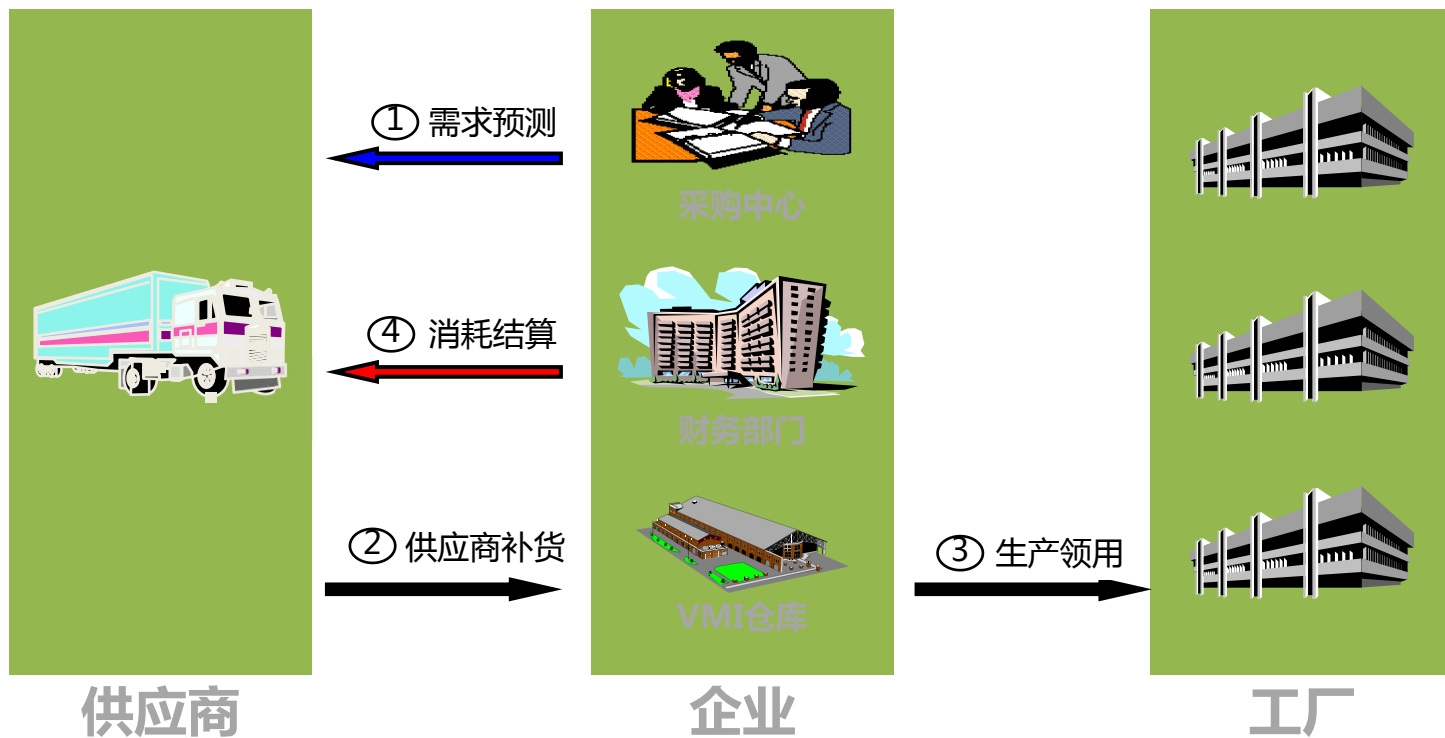 ① 需求预测
采购中心
④ 消耗结算
财务部门
② 供应商补货
③ 生产领用
VMI仓库
供应商
企业
工厂